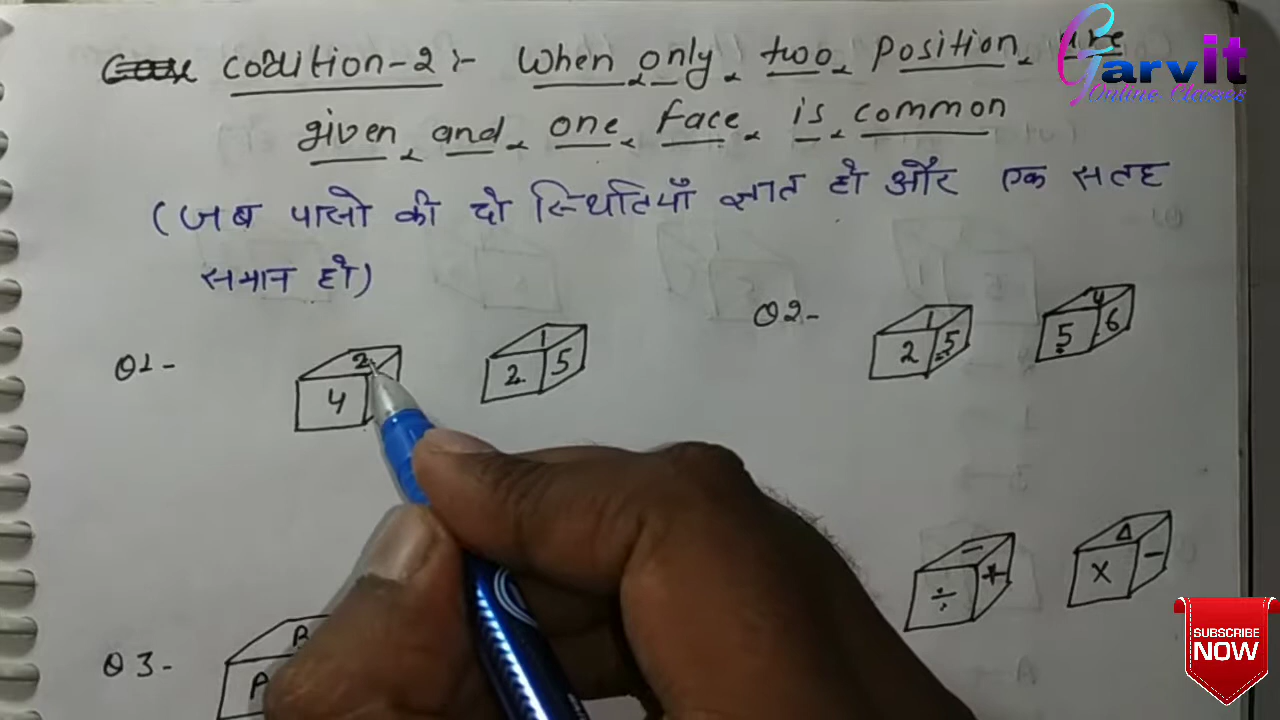 Condition-2:- When only two position are
given and one face is common
(जब पासो की दो स्थितियाँ ज्ञात हो और एक सतह
समान हो)
Q1-
2
4
1
2 5
Q2-
1
2 5
4
5 6
Q3-
B
A
-
÷ +
Δ
X -
Garvit
Online Classes
SUBSCRIBE
NOW